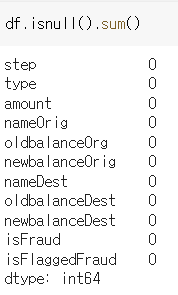 df.isnull().sum()
step 0
type 0
amount 0
nameOrig 0
oldbalanceOrg 0
newbalanceOrig 0
nameDest 0
oldbalanceDest 0
newbalanceDest 0
isFraud 0
isFlaggedFraud 0
dtype: int64